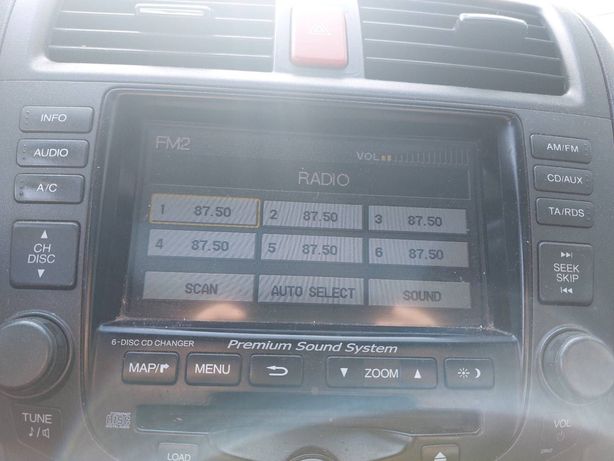 INFO
AUDIO
A/C
CH
DISC
TUNE
FM2
VOL
RADIO
1 87.50
2 87.50
3 87.50
4 87.50
5 87.50
6 87.50
SCAN
AUTO SELECT
SOUND
6-DISC CD CHANGER
Premium Sound System
MAP/
MENU
ZOOM
LOAD
AM/FM
CD/AUX
TA/RDS
SEEK
SKIP
VOL